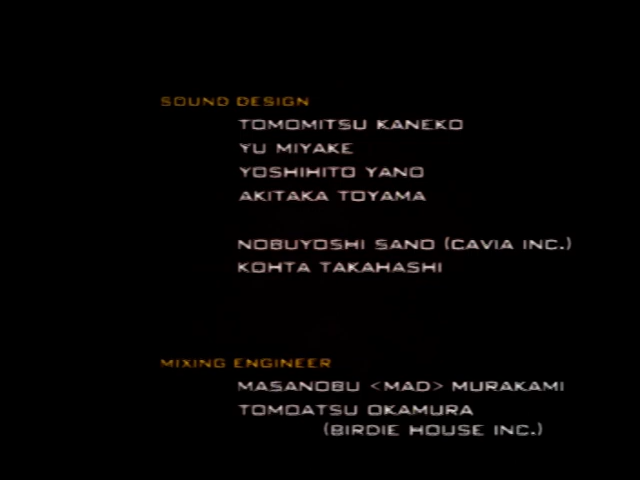 SOUND DESIGN
TOMOMITSU KANEKO
YU MIYAKE
YOSHIHITO YANO
AKITAKA TOYAMA
NOBUYOSHI SANO (CAVIA INC.)
KOHTA TAKAHASHI
MIXING ENGINEER
MASANOBU <MAD> MURAKAMI
TOMOATSU OKAMURA
(BIRDIE HOUSE INC.)